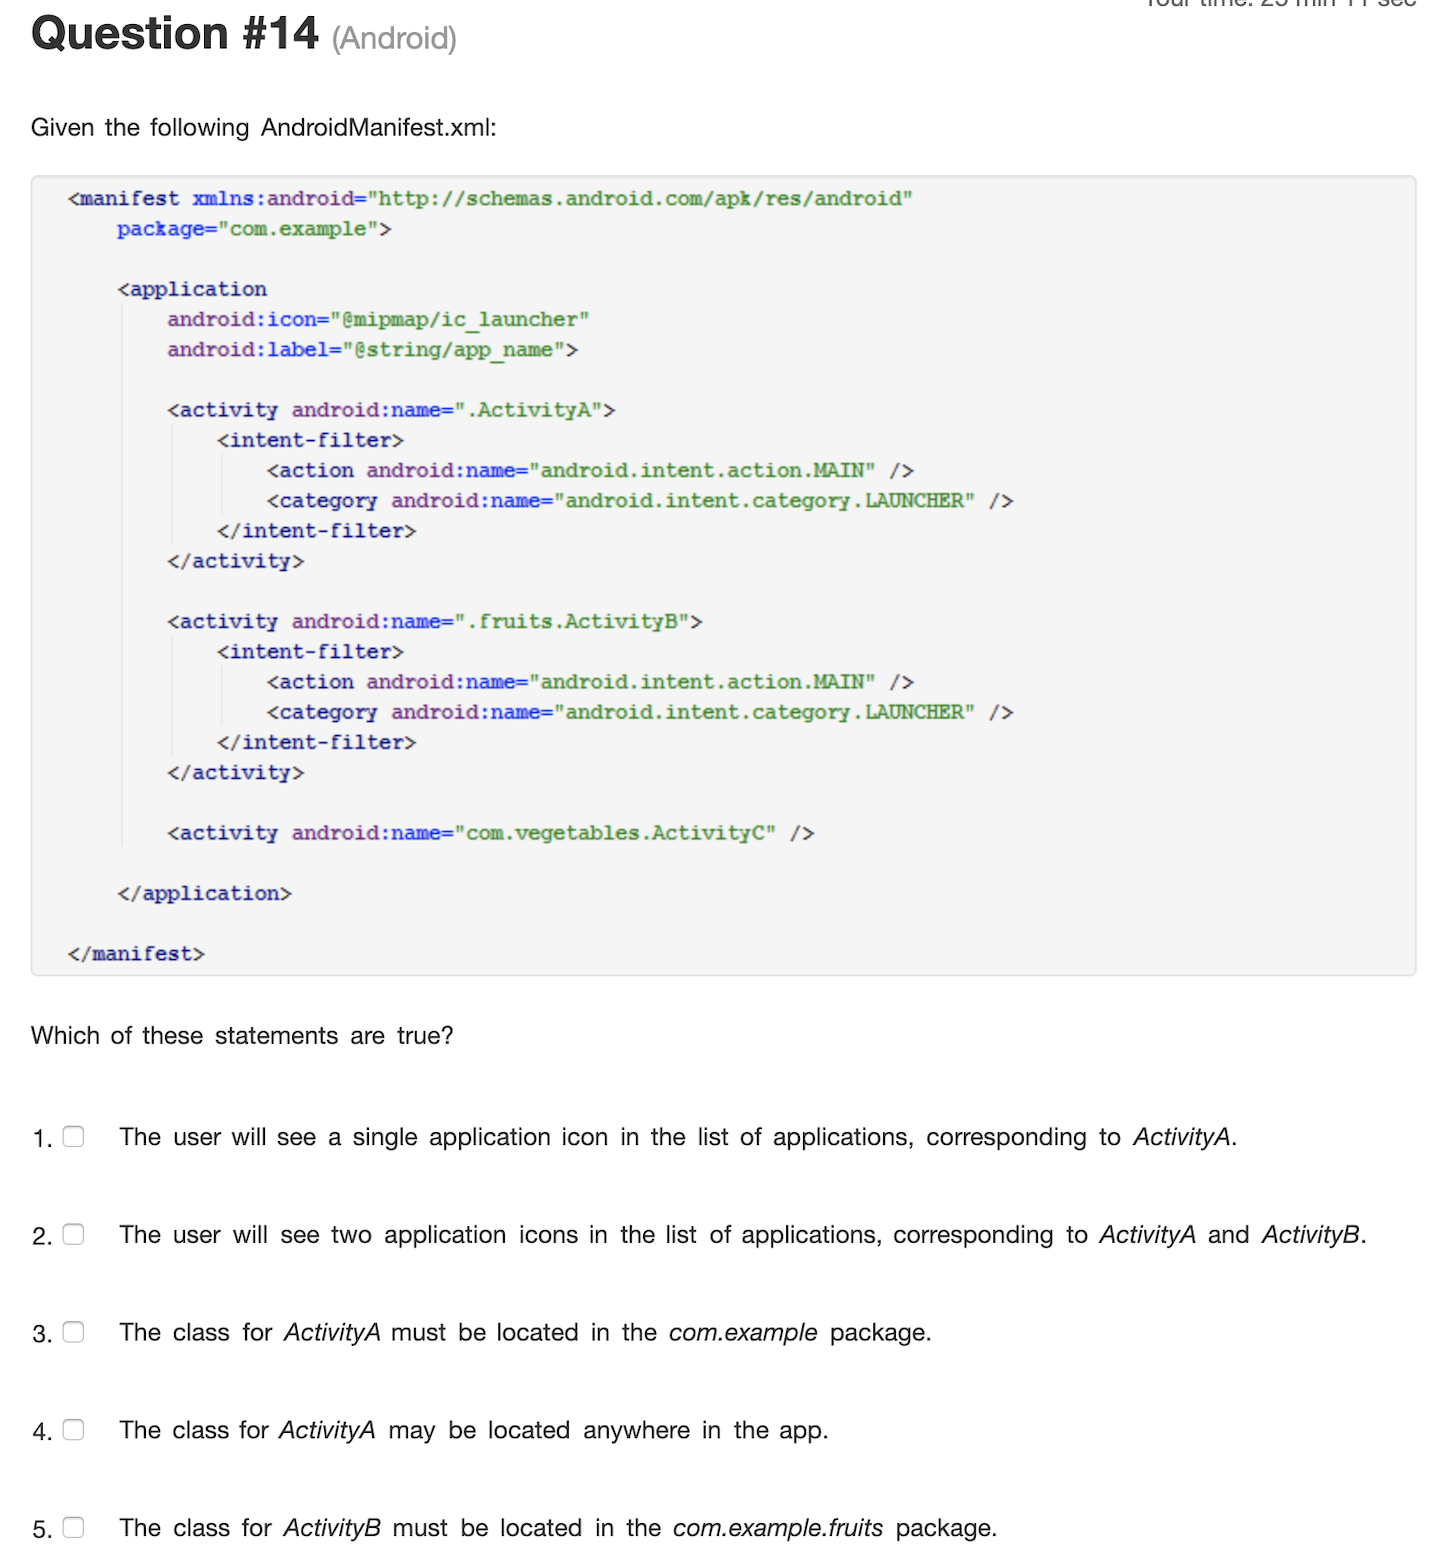 Your time: 25 min 11 sec
Question #14 (Android)
Given the following AndroidManifest.xml:
<manifest xmlns:android="http://schemas.android.com/apk/res/android"
package="com.example">
<application
android:icon="@mipmap/ic_launcher"
android:label="@string/app_name">
<activity android:name=".ActivityA">
<intent-filter>
<action android:name="android.intent.action.MAIN" />
<category android:name="android.intent.category.LAUNCHER" />
</intent-filter>
</activity>
<activity android:name=".fruits.ActivityB">
<intent-filter>
<action android:name="android.intent.action.MAIN" />
<category android:name="android.intent.category.LAUNCHER" />
</intent-filter>
</activity>
<activity android:name="com.vegetables.ActivityC" />
</application>
</manifest>
Which of these statements are true?
1. The user will see a single application icon in the list of applications, corresponding to ActivityA.
2. The user will see two application icons in the list of applications, corresponding to ActivityA and ActivityB.
3. The class for ActivityA must be located in the com.example package.
4. The class for ActivityA may be located anywhere in the app.
5. The class for ActivityB must be located in the com.example.fruits package.